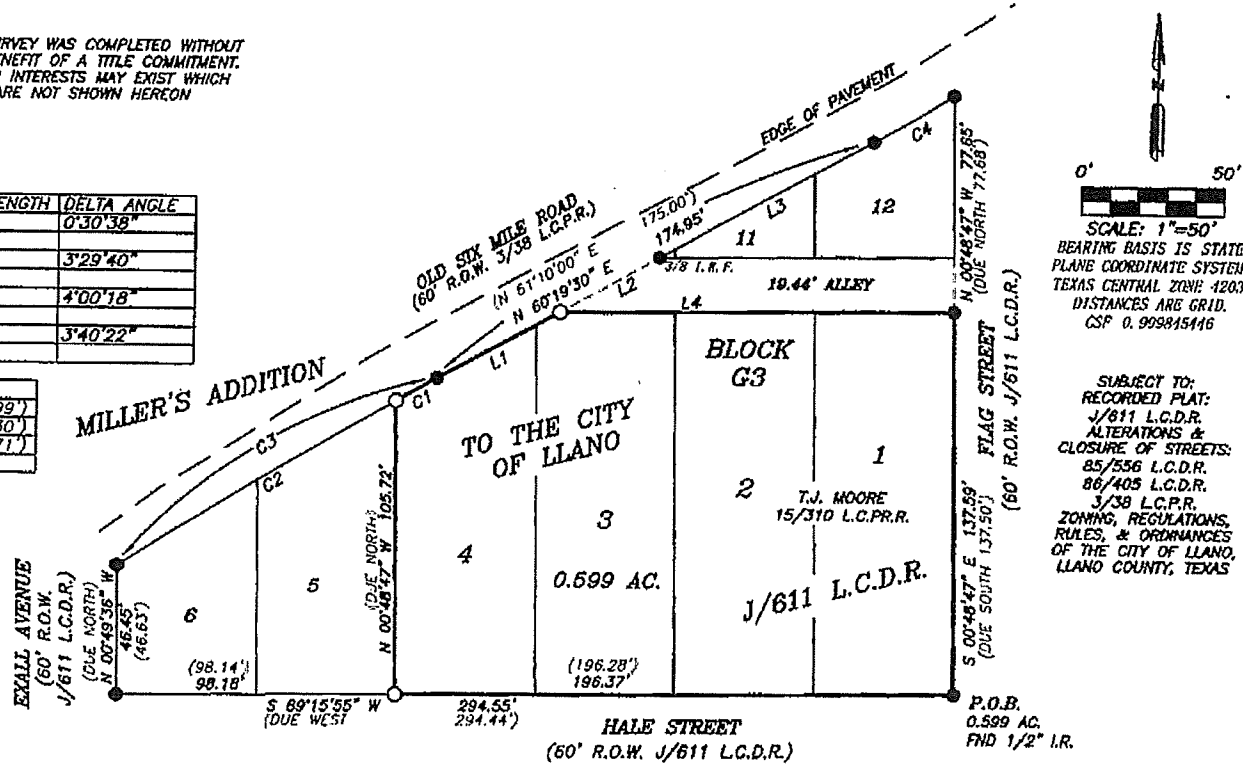 RVEY WAS COMPLETED WITHOUT
NEFIT OF A TITLE COMMITMENT.
INTERESTS MAY EXIST WHICH
ARE NOT SHOWN HEREON
ENGTH DELTA ANGLE
0°30'38"
3°29'40"
4°00'18"
3°40'22"
MILLER'S ADDITION
OLD SIX MILE ROAD
(60' R.O.W. 3/38 L.C.P.R.)
(N 61°10'00" E 175.00')
N 60°19'30" E 174.95'
EDGE OF PAVEMENT
C4
L3
12
11
3/8 I.R.F.
19.44' ALLEY
L2
L4
L1
C1
C3
C2
N 00°48'47" W 77.65'
(DUE NORTH 77.68')
0' 50'
SCALE: 1"=50'
BEARING BASIS IS STATE
PLANE COORDINATE SYSTEM
TEXAS CENTRAL ZONE 4203
DISTANCES ARE GRID.
CSF 0.999845446
SUBJECT TO:
RECORDED PLAT:
J/611 L.C.D.R.
ALTERATIONS &
CLOSURE OF STREETS:
85/556 L.C.D.R.
86/405 L.C.D.R.
3/38 L.C.P.R.
ZONING, REGULATIONS,
RULES, & ORDINANCES
OF THE CITY OF LLANO,
LLANO COUNTY, TEXAS
BLOCK
G3
TO THE CITY
OF LLANO
FLAG STREET
(60' R.O.W. J/611 L.C.D.R.)
1
2
3
4
5
6
T.J. MOORE
15/310 L.C.PR.R.
0.599 AC.
J/611 L.C.D.R.
(DUE NORTH)
N 00°48'47" W 105.72'
S 00°48'47" E 137.59'
(DUE SOUTH 137.50')
EXALL AVENUE
(60' R.O.W.
J/611 L.C.D.R.)
(DUE NORTH)
N 00°49'36" W
46.45'
(46.63')
(98.14')
98.18'
(196.28')
196.37'
S 89°15'55" W 294.55'
(DUE WEST 294.44')
HALE STREET
(60' R.O.W. J/611 L.C.D.R.)
P.O.B.
0.599 AC.
FND 1/2" I.R.